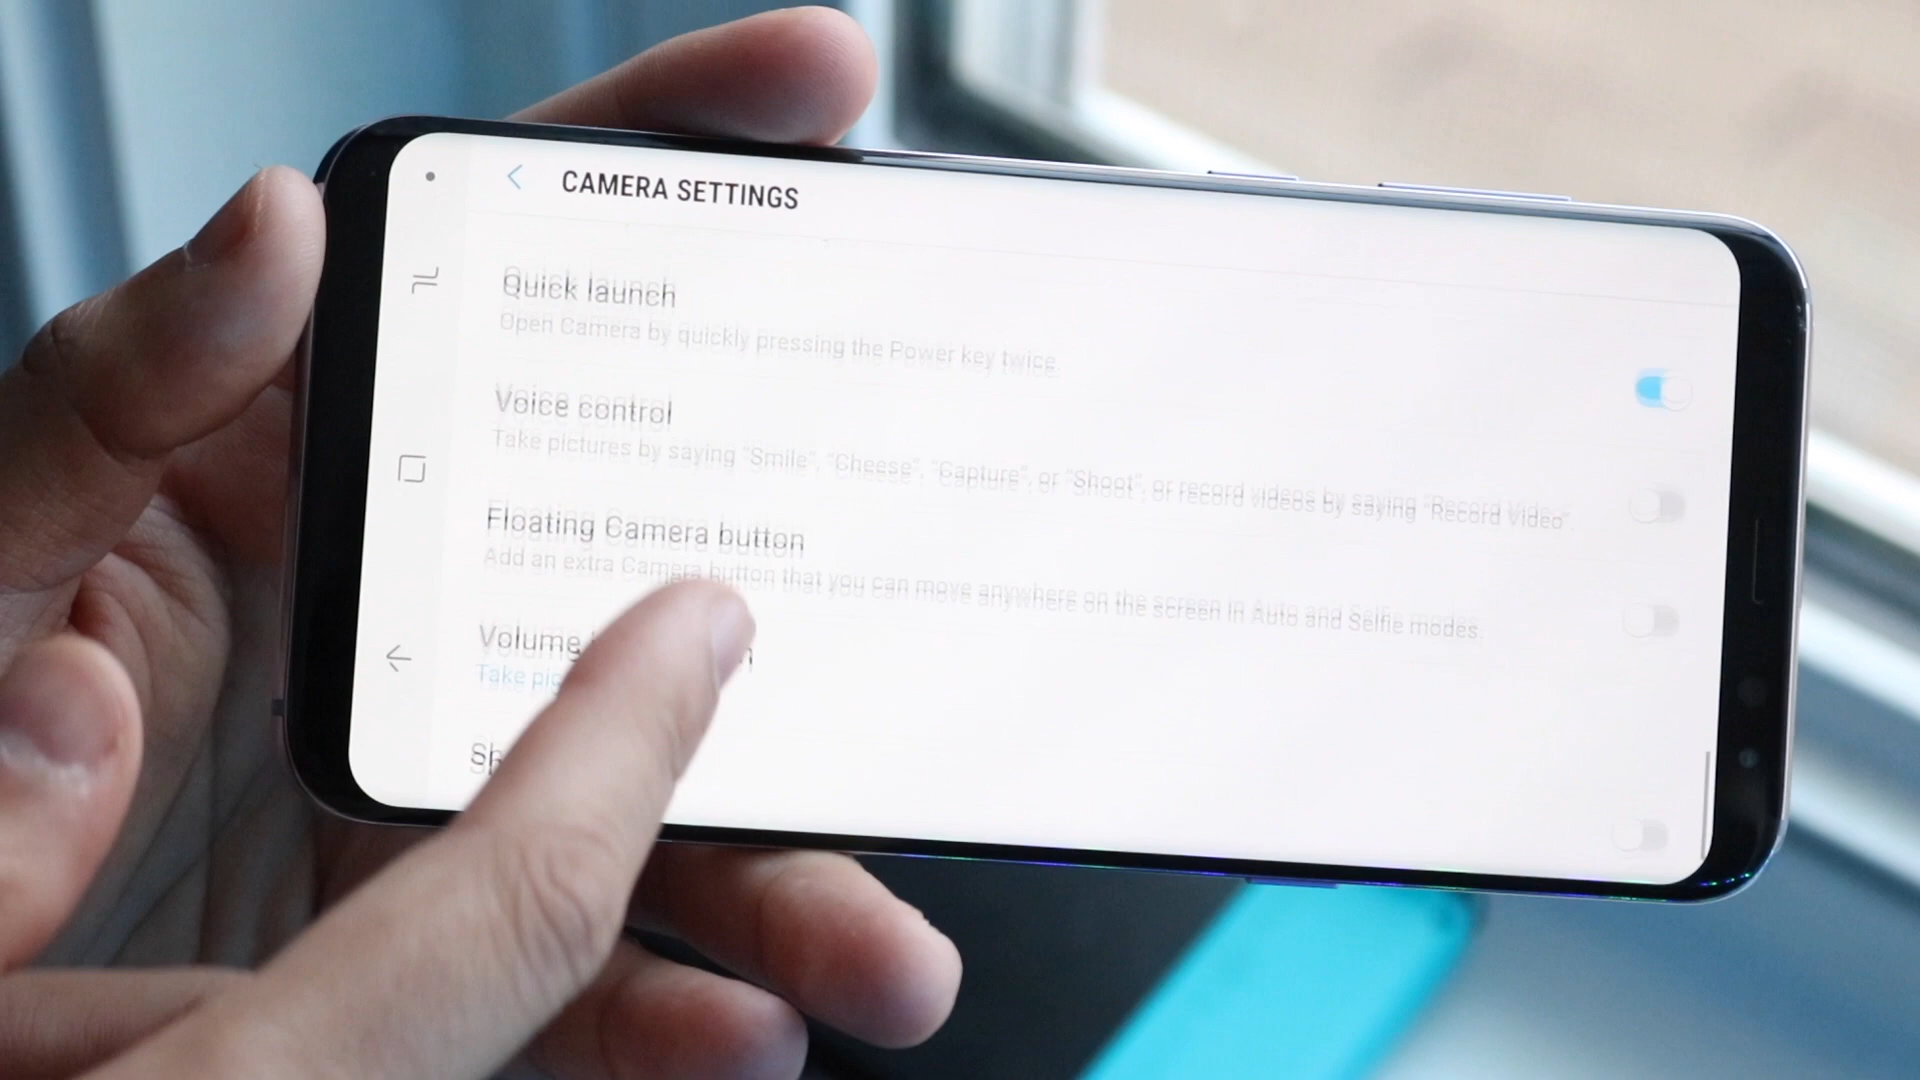 CAMERA SETTINGS
Quick launch
Open Camera by quickly pressing the Power key twice.
Voice control
Take pictures by saying "Smile", "Cheese", "Capture", or "Shoot", or record videos by saying "Record Video".
Floating Camera button
Add an extra Camera button that you can move anywhere on the screen in Auto and Selfie modes.
Volume
Take